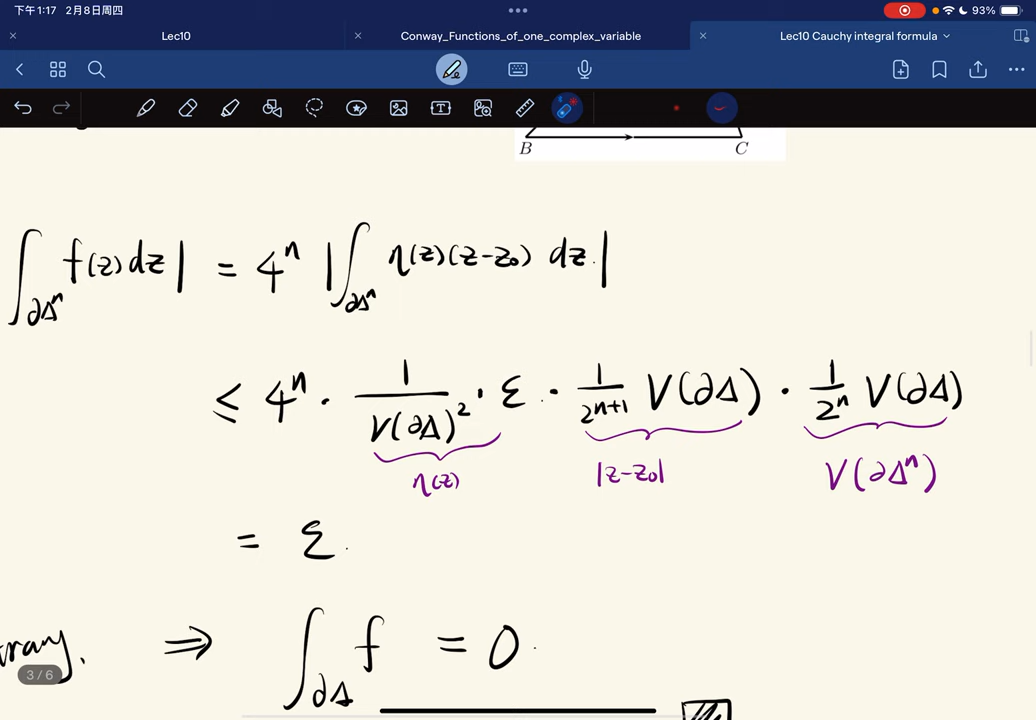 下午1:17 2月8日周四
93%
Lec10
Conway_Functions_of_one_complex_variable
Lec10 Cauchy integral formula
B C
∫_{∂Δⁿ} f(z)dz| = 4ⁿ |∫_{∂Δⁿ} η(z)(z-z₀) dz|
≤ 4ⁿ · 1/V(∂Δ)² · ε · 1/2ⁿ⁺¹ V(∂Δ) · 1/2ⁿ V(∂Δ)
η(z) |z-z₀| V(∂Δⁿ)
= ε.
⇒ ∫_{∂Δ} f = 0.
3/6